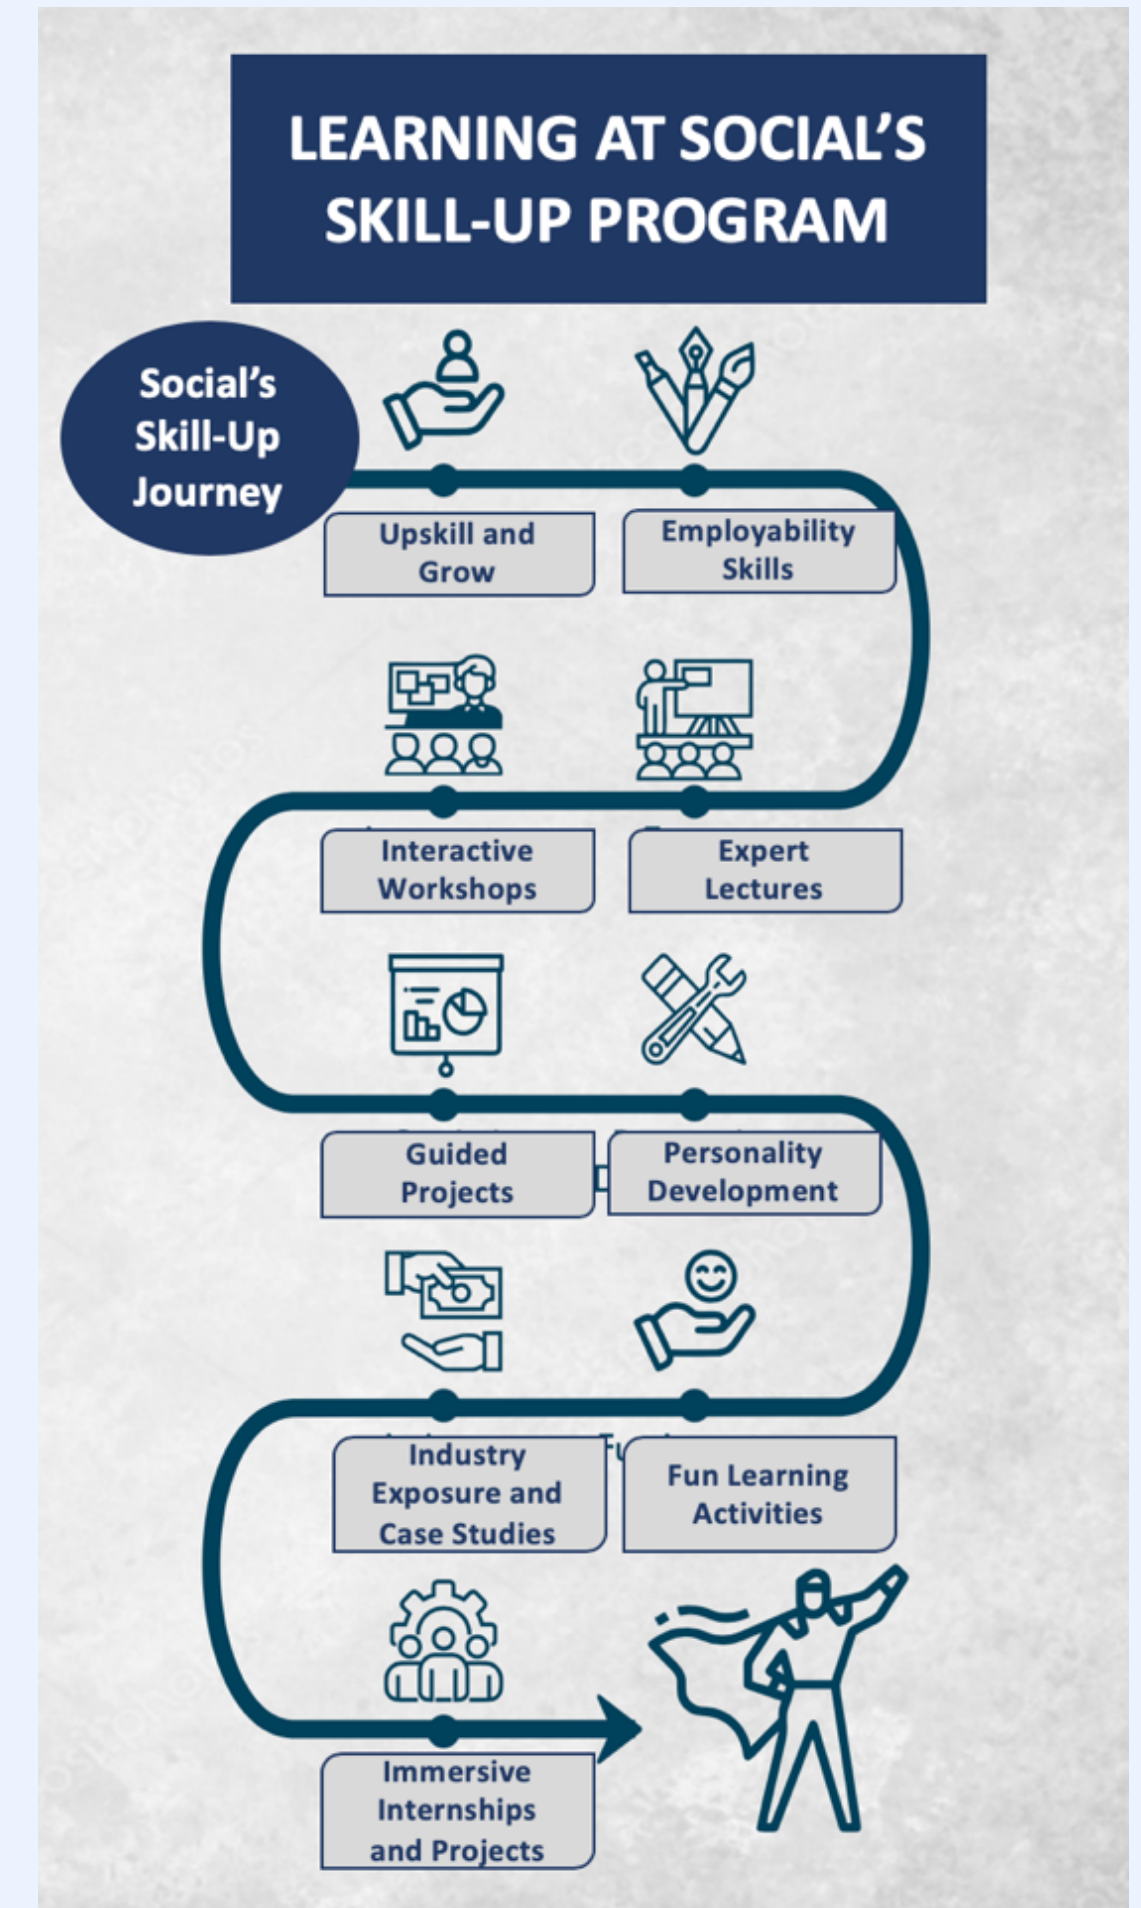 LEARNING AT SOCIAL'S
SKILL-UP PROGRAM
Social's
Skill-Up
Journey
Upskill and
Grow
Employability
Skills
Interactive
Workshops
Expert
Lectures
Guided
Projects
Personality
Development
Industry
Exposure and
Case Studies
Fun Learning
Activities
Immersive
Internships
and Projects